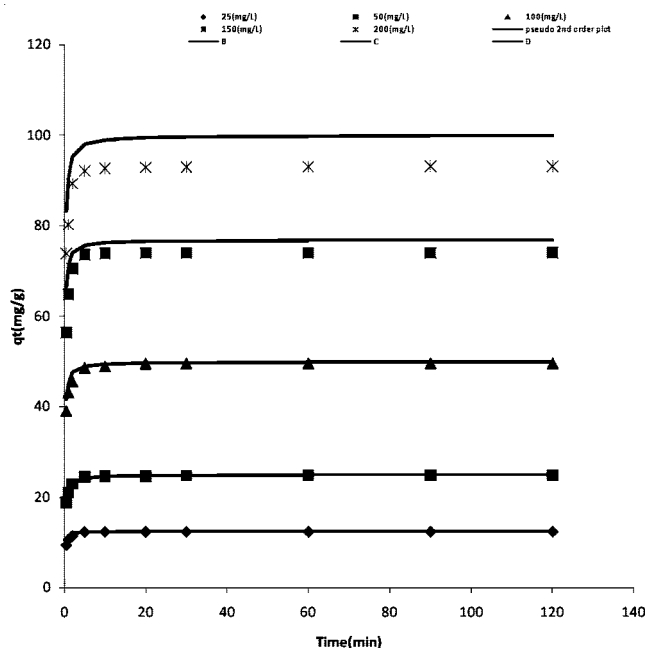 25(mg/L) 50(mg/L) 100(mg/L)
150(mg/L) 200(mg/L) pseudo 2nd order plot
B C D
120
100
80
60
40
20
0
qt(mg/g)
0 20 40 60 80 100 120 140
Time(min)